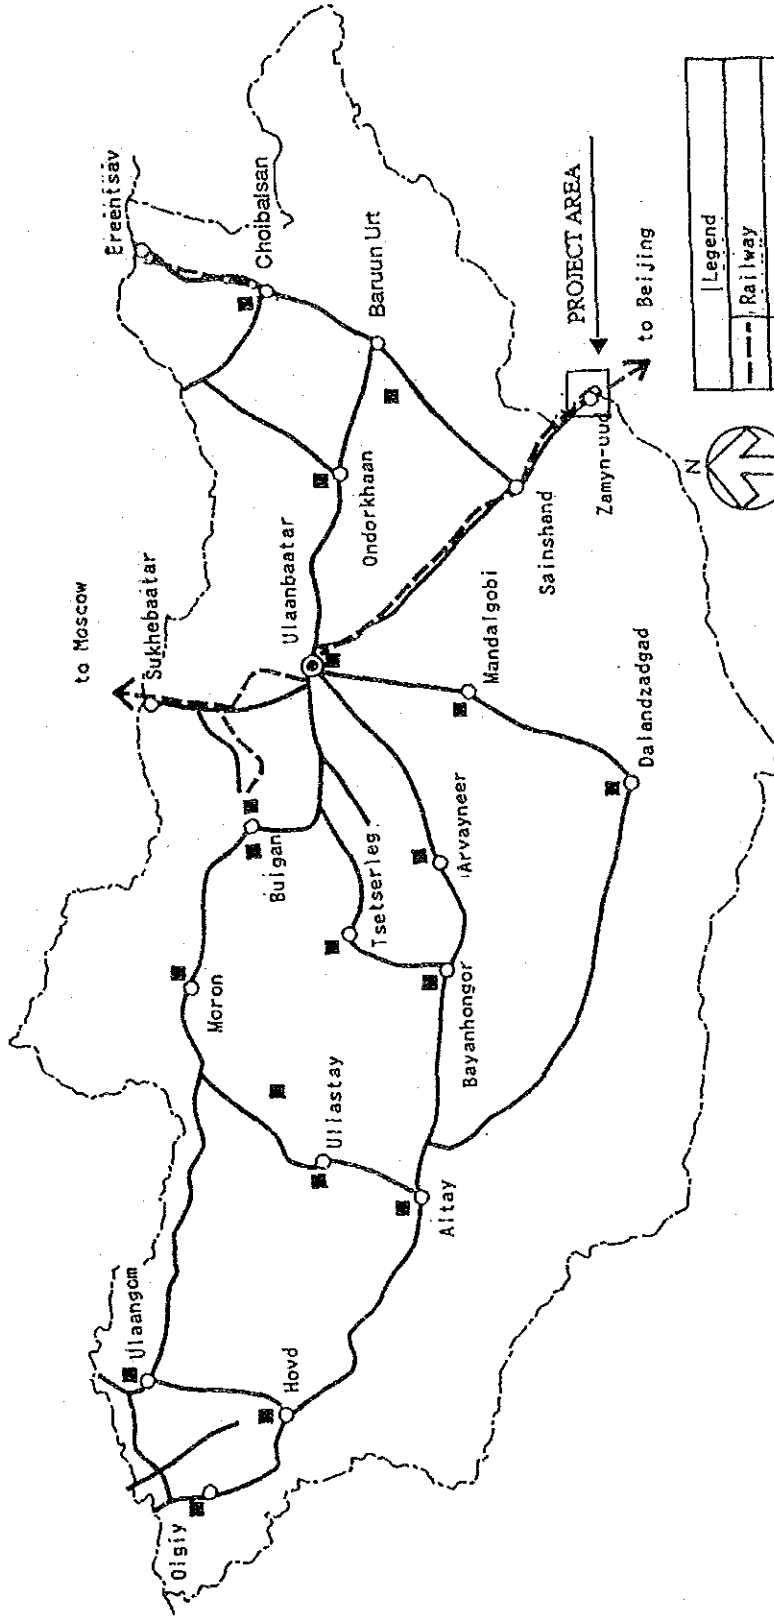 to Moscow
Sukhebaatar
Ereentsav
Choibalsan
Baruun Urt
Ondorkhaan
Ulaanbaatar
Ulaangom
Olgiy
Hovd
Moron
Bulgan
Ullastay
Tsetserleg
Altay
Bayanhongor
Arvayneer
Mandalgobi
Sainshand
Dalandzadgad
Zamyn-uud
PROJECT AREA
to Beijing
N
Legend
Railway